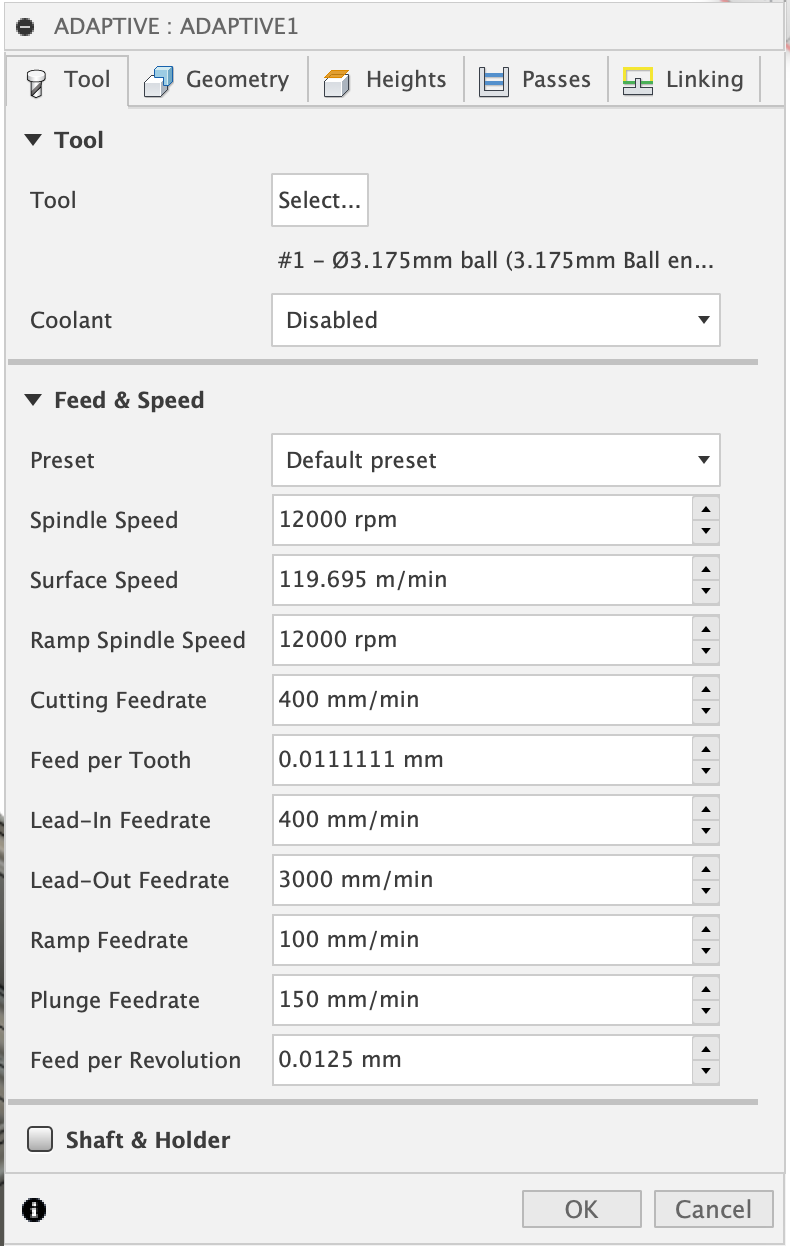 ADAPTIVE : ADAPTIVE1
Tool Geometry Heights Passes Linking
Tool
Tool Select...
#1 – Ø3.175mm ball (3.175mm Ball en...
Coolant Disabled
Feed & Speed
Preset Default preset
Spindle Speed 12000 rpm
Surface Speed 119.695 m/min
Ramp Spindle Speed 12000 rpm
Cutting Feedrate 400 mm/min
Feed per Tooth 0.0111111 mm
Lead-In Feedrate 400 mm/min
Lead-Out Feedrate 3000 mm/min
Ramp Feedrate 100 mm/min
Plunge Feedrate 150 mm/min
Feed per Revolution 0.0125 mm
Shaft & Holder
OK Cancel